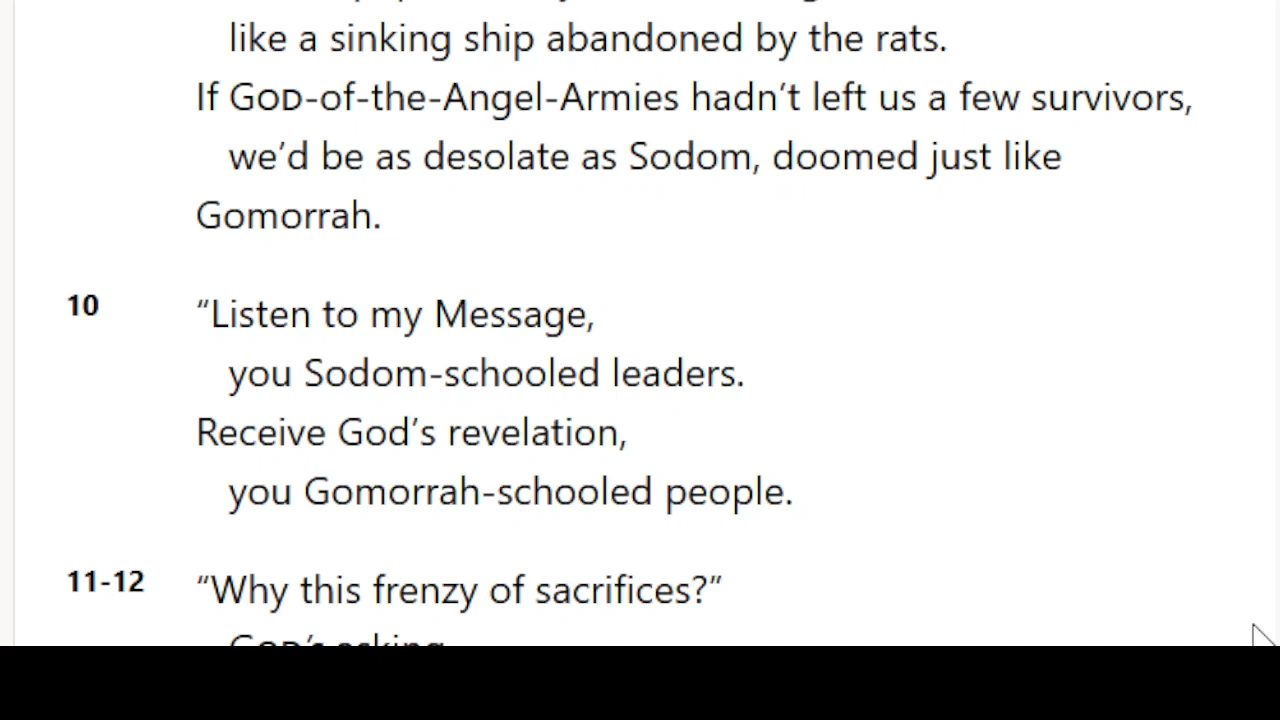 like a sinking ship abandoned by the rats.
If GOD-of-the-Angel-Armies hadn’t left us a few survivors,
we’d be as desolate as Sodom, doomed just like
Gomorrah.
10 “Listen to my Message,
you Sodom-schooled leaders.
Receive God’s revelation,
you Gomorrah-schooled people.
11-12 “Why this frenzy of sacrifices?”
GOD’s asking.